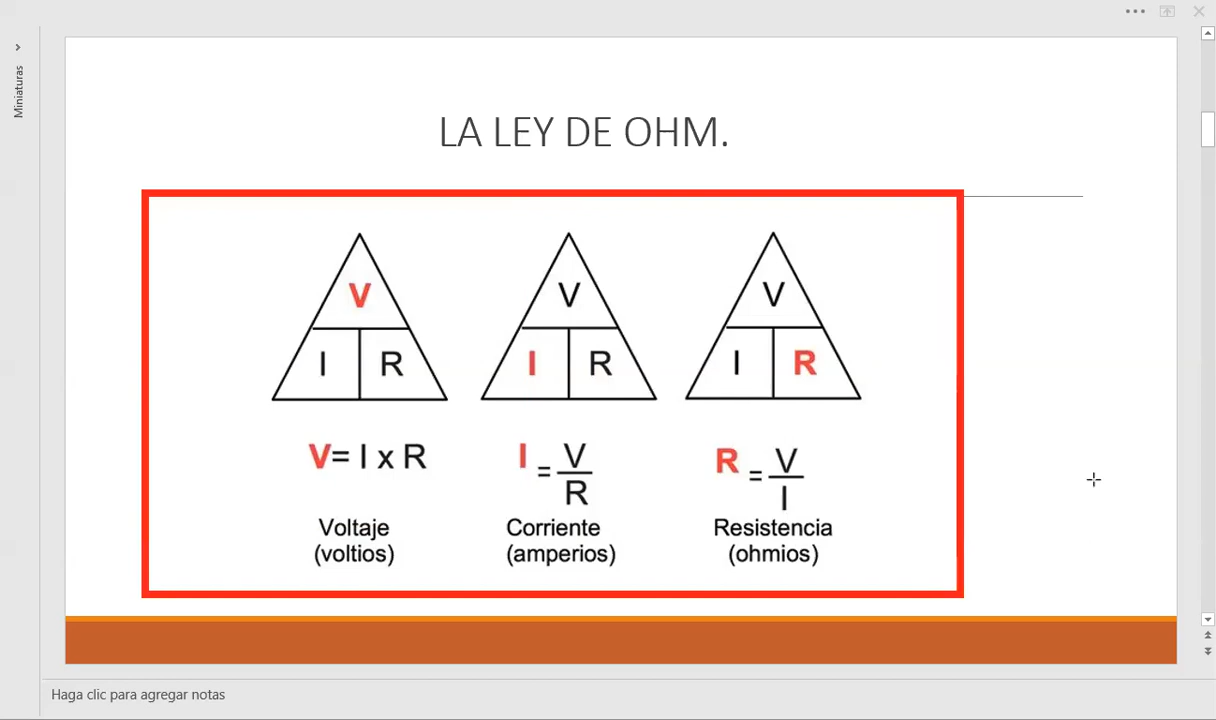 Miniaturas
LA LEY DE OHM.
V
I R
V
I R
V
I R
V= I x R
I = V
R
R = V
I
Voltaje
(voltios)
Corriente
(amperios)
Resistencia
(ohmios)
Haga clic para agregar notas